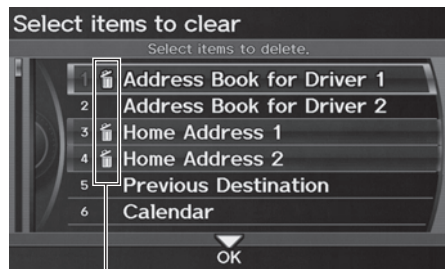 Select items to clear
Select items to delete.
1 Address Book for Driver 1
2 Address Book for Driver 2
3 Home Address 1
4 Home Address 2
5 Previous Destination
6 Calendar
OK